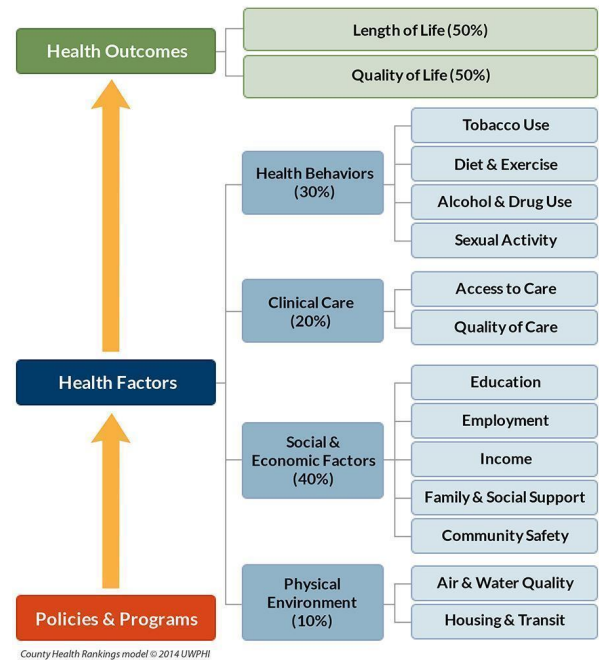 Health Outcomes
Length of Life (50%)
Quality of Life (50%)
Health Factors
Health Behaviors
(30%)
Tobacco Use
Diet & Exercise
Alcohol & Drug Use
Sexual Activity
Clinical Care
(20%)
Access to Care
Quality of Care
Social &
Economic Factors
(40%)
Education
Employment
Income
Family & Social Support
Community Safety
Physical
Environment
(10%)
Air & Water Quality
Housing & Transit
Policies & Programs
County Health Rankings model © 2014 UWPHI